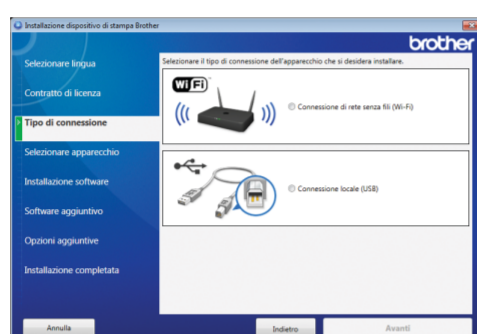 Installazione dispositivo di stampa Brother
brother
Selezionare lingua
Contratto di licenza
Tipo di connessione
Selezionare apparecchio
Installazione software
Software aggiuntivo
Opzioni aggiuntive
Installazione completata
Selezionare il tipo di connessione dell'apparecchio che si desidera installare.
Wi Fi
Connessione di rete senza fili (Wi-Fi)
Connessione locale (USB)
Annulla
Indietro
Avanti